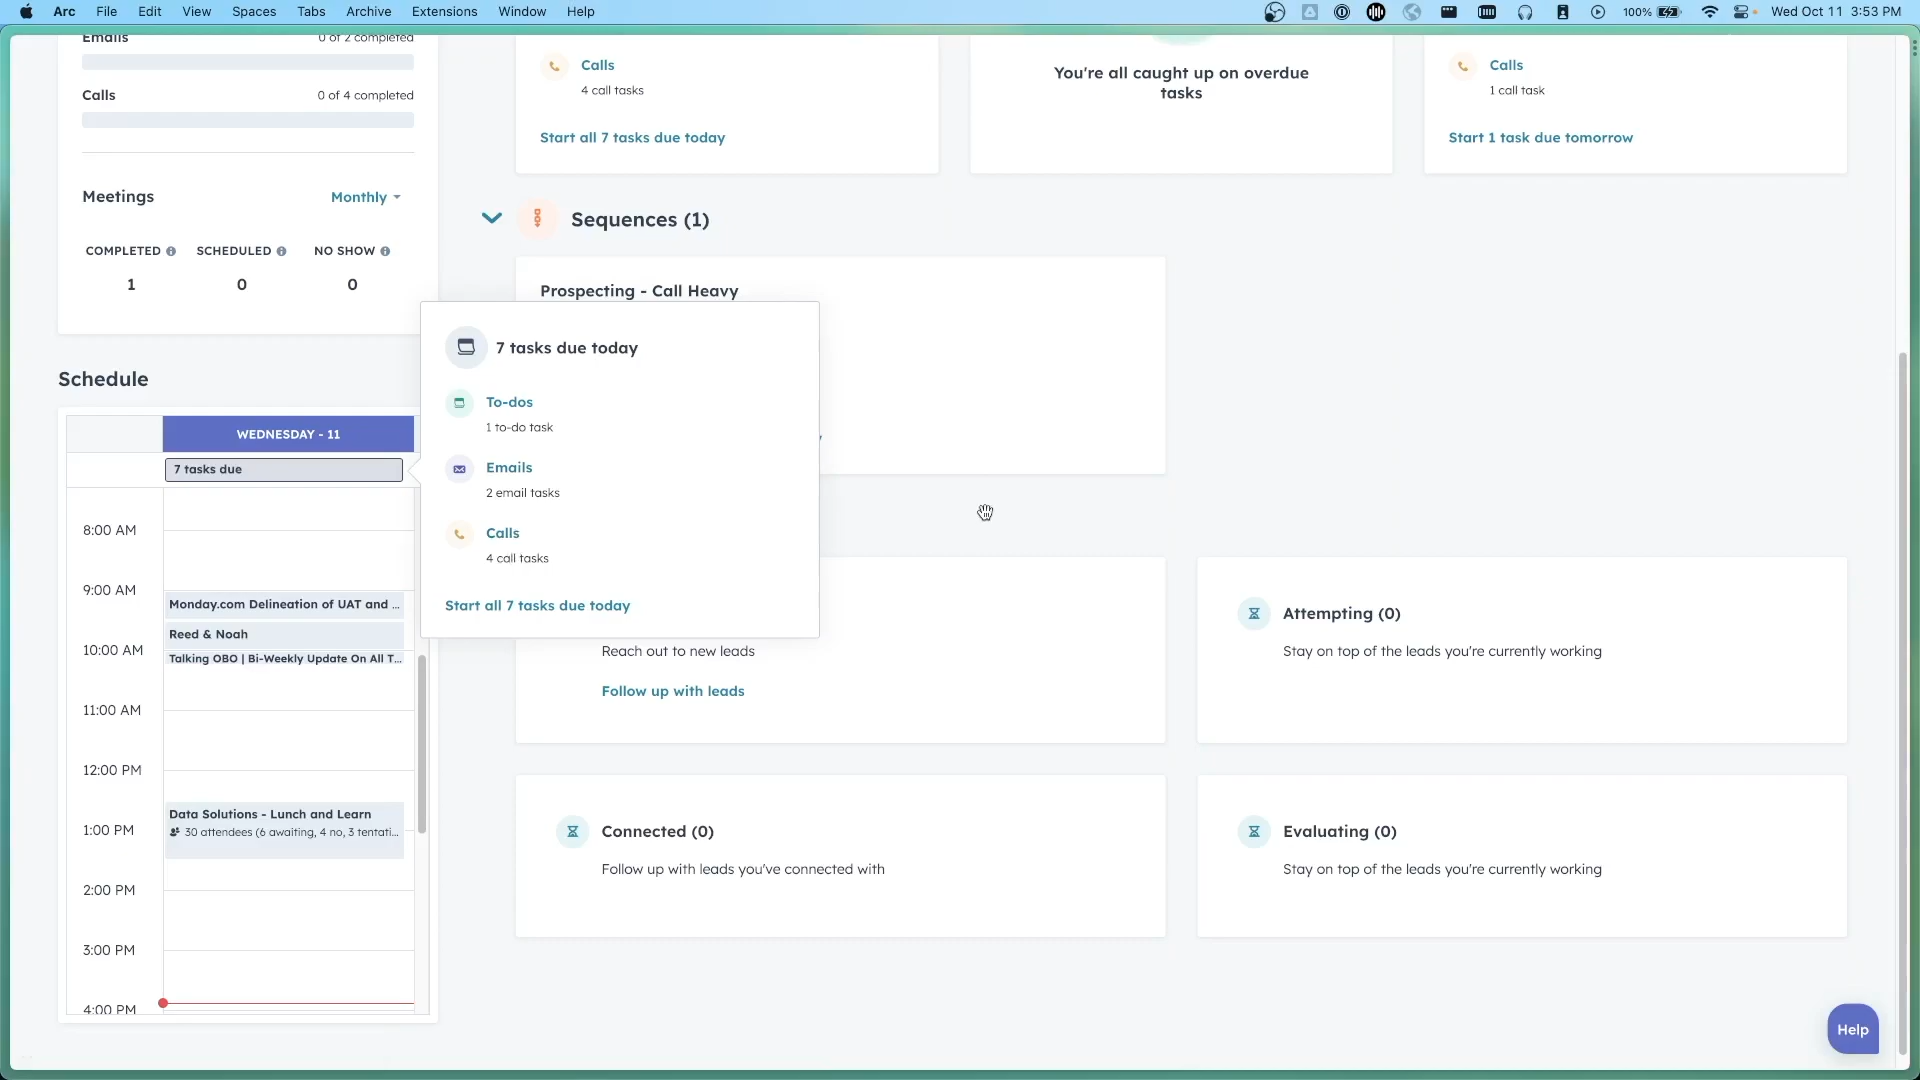 Arc File Edit View Spaces Tabs Archive Extensions Window Help
100% Wed Oct 11 3:53 PM
Emails 0 of 2 completed
Calls 0 of 4 completed
Meetings Monthly
COMPLETED SCHEDULED NO SHOW
1 0 0
Schedule
WEDNESDAY - 11
7 tasks due
8:00 AM
9:00 AM
Monday.com Delineation of UAT and ...
Reed & Noah
10:00 AM
Talking OBO | Bi-Weekly Update On All T...
11:00 AM
12:00 PM
Data Solutions - Lunch and Learn
1:00 PM
30 attendees (6 awaiting, 4 no, 3 tentati...
2:00 PM
3:00 PM
4:00 PM
Calls
4 call tasks
Start all 7 tasks due today
You're all caught up on overdue
tasks
Calls
1 call task
Start 1 task due tomorrow
Sequences (1)
Prospecting - Call Heavy
7 tasks due today
To-dos
1 to-do task
Emails
2 email tasks
Calls
4 call tasks
Start all 7 tasks due today
Reach out to new leads
Follow up with leads
Attempting (0)
Stay on top of the leads you're currently working
Connected (0)
Follow up with leads you've connected with
Evaluating (0)
Stay on top of the leads you're currently working
Help